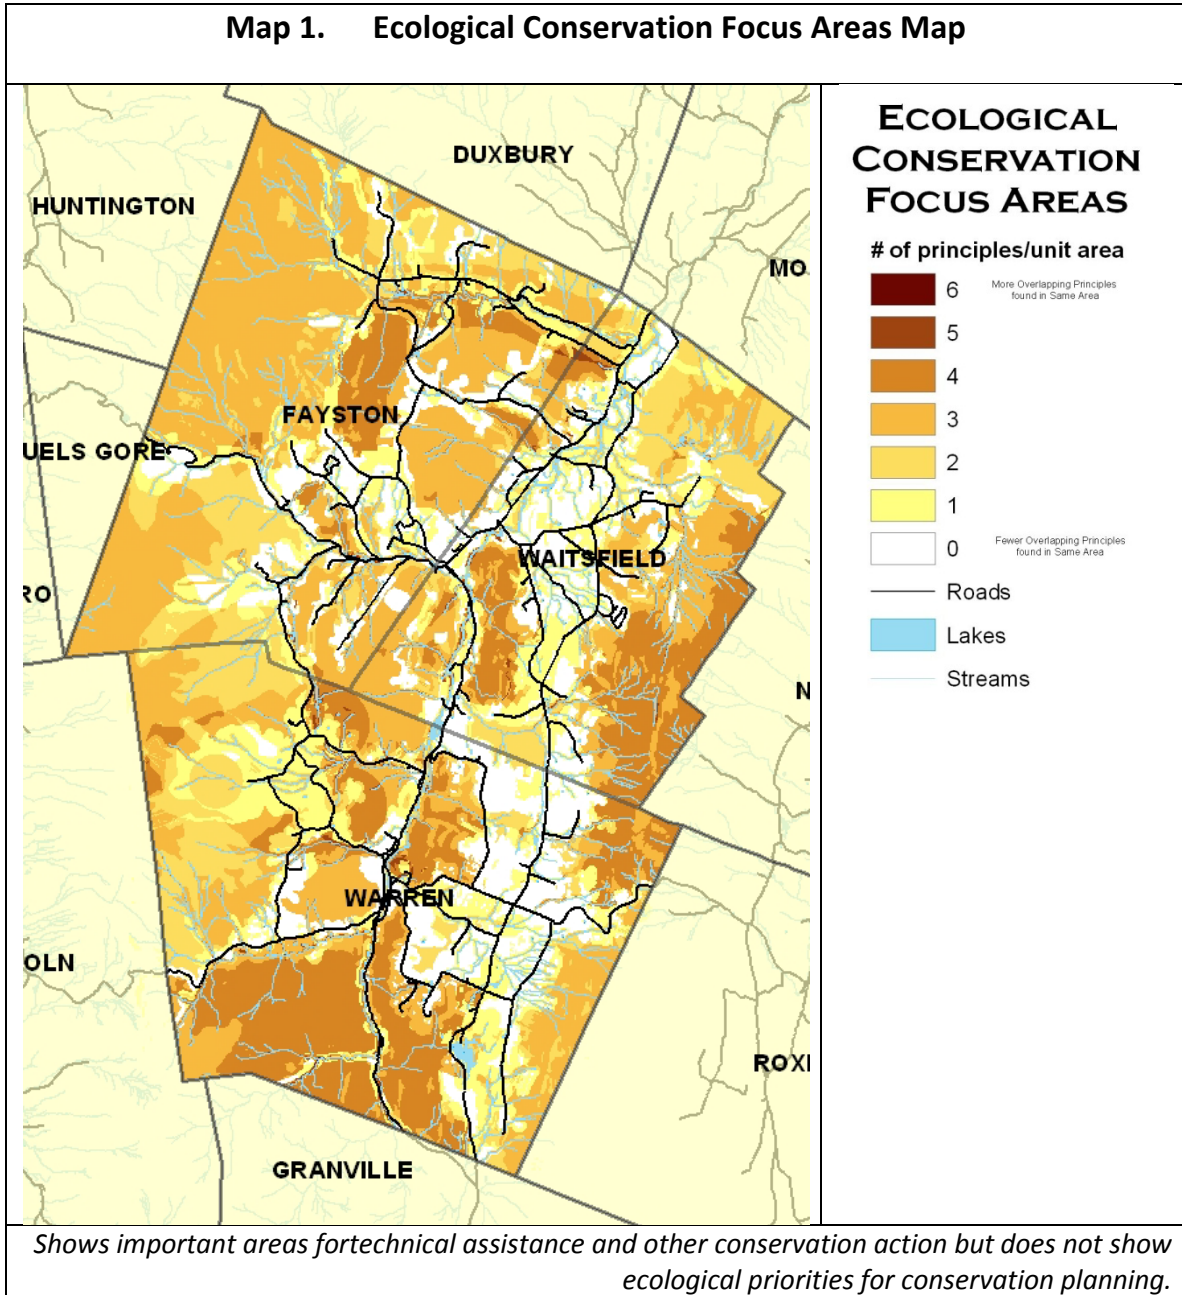 Map 1. Ecological Conservation Focus Areas Map
DUXBURY
HUNTINGTON
MO
FAYSTON
UELS GORE
WAITSFIELD
RO
N
WARREN
OLN
ROXI
GRANVILLE
ECOLOGICAL
CONSERVATION
FOCUS AREAS
# of principles/unit area
6 More Overlapping Principles
found in Same Area
5
4
3
2
1
0 Fewer Overlapping Principles
found in Same Area
Roads
Lakes
Streams
Shows important areas fortechnical assistance and other conservation action but does not show
ecological priorities for conservation planning.